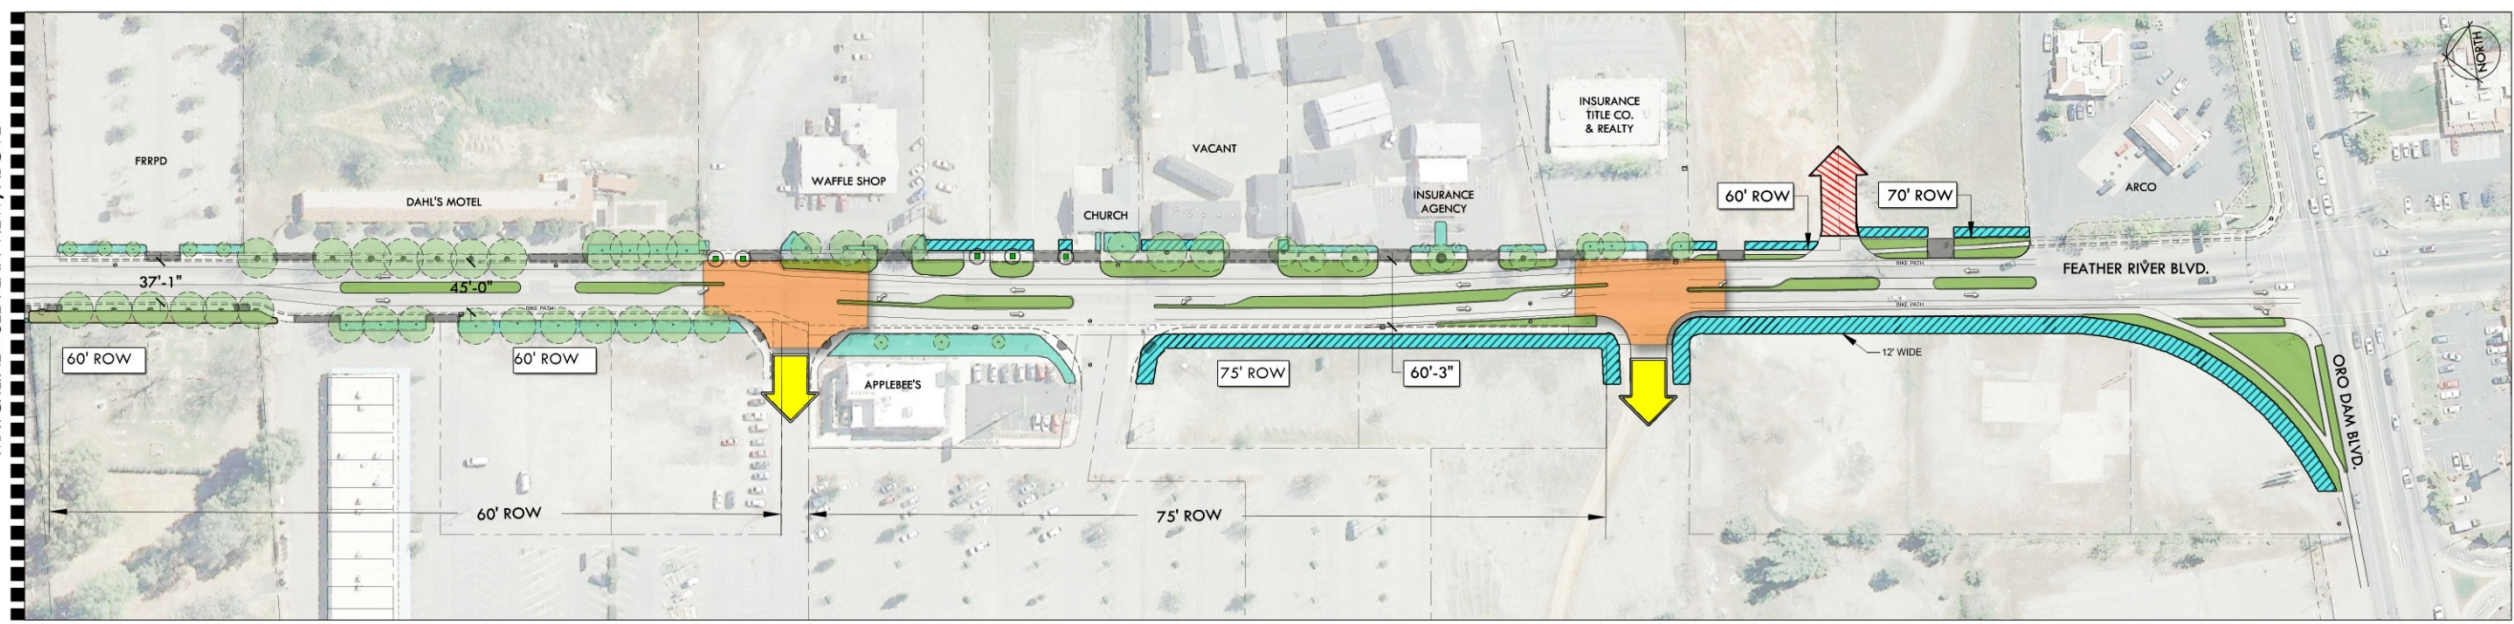 NORTH
FRRPD
DAHL'S MOTEL
WAFFLE SHOP
CHURCH
VACANT
INSURANCE
AGENCY
INSURANCE
TITLE CO.
& REALTY
60' ROW
70' ROW
ARCO
37'-1"
45'-0"
BIKE PATH
BIKE PATH
BIKE PATH
FEATHER RIVER BLVD.
60' ROW
60' ROW
APPLEBEE'S
75' ROW
60'-3"
12' WIDE
ORO DAM BLVD.
60' ROW
75' ROW